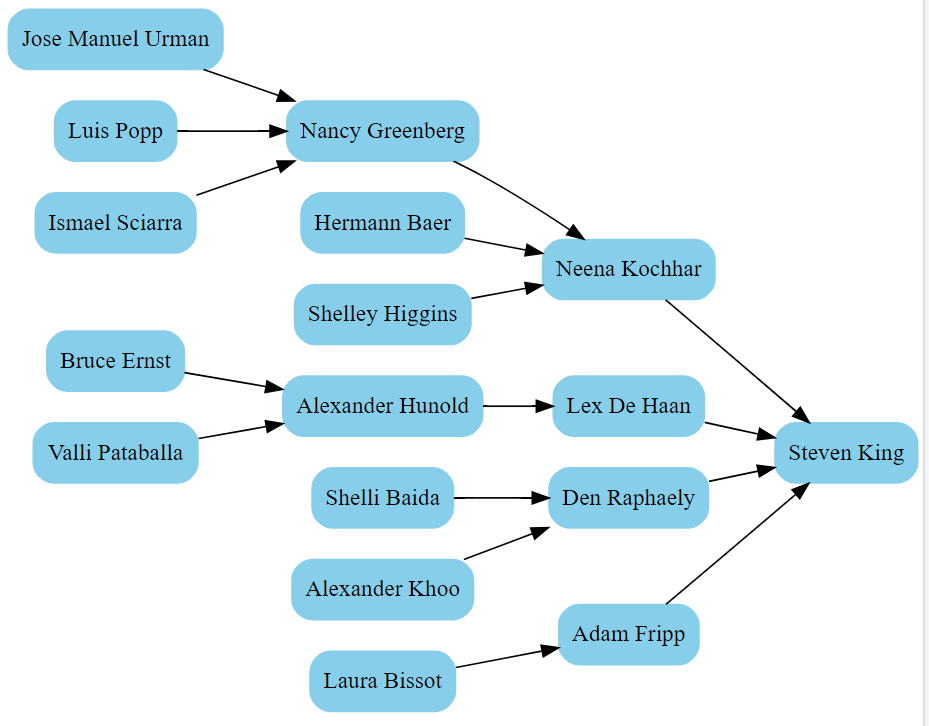 Jose Manuel Urman
Luis Popp
Nancy Greenberg
Ismael Sciarra
Hermann Baer
Neena Kochhar
Shelley Higgins
Bruce Ernst
Alexander Hunold
Lex De Haan
Valli Pataballa
Steven King
Shelli Baida
Den Raphaely
Alexander Khoo
Adam Fripp
Laura Bissot